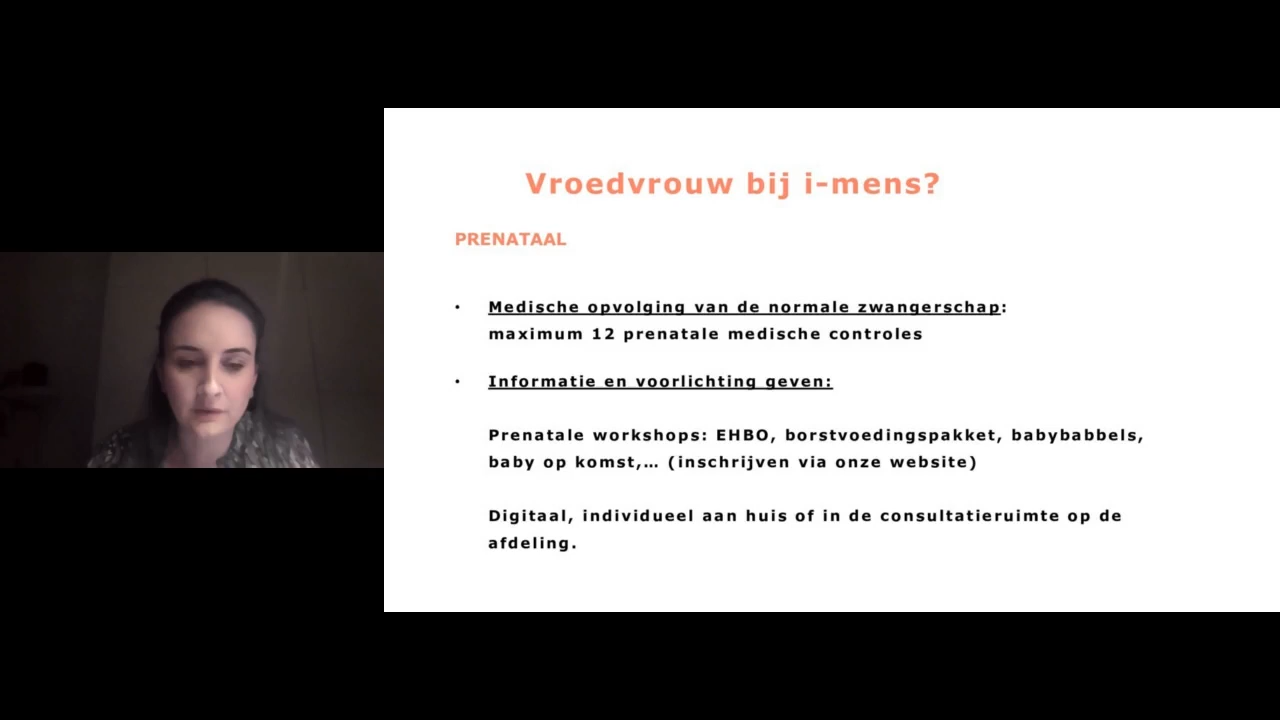 Vroedvrouw bij i-mens?
PRENATAAL
• Medische opvolging van de normale zwangerschap:
maximum 12 prenatale medische controles
• Informatie en voorlichting geven:
Prenatale workshops: EHBO, borstvoedingspakket, babybabbels,
baby op komst,… (inschrijven via onze website)
Digitaal, individueel aan huis of in de consultatieruimte op de
afdeling.